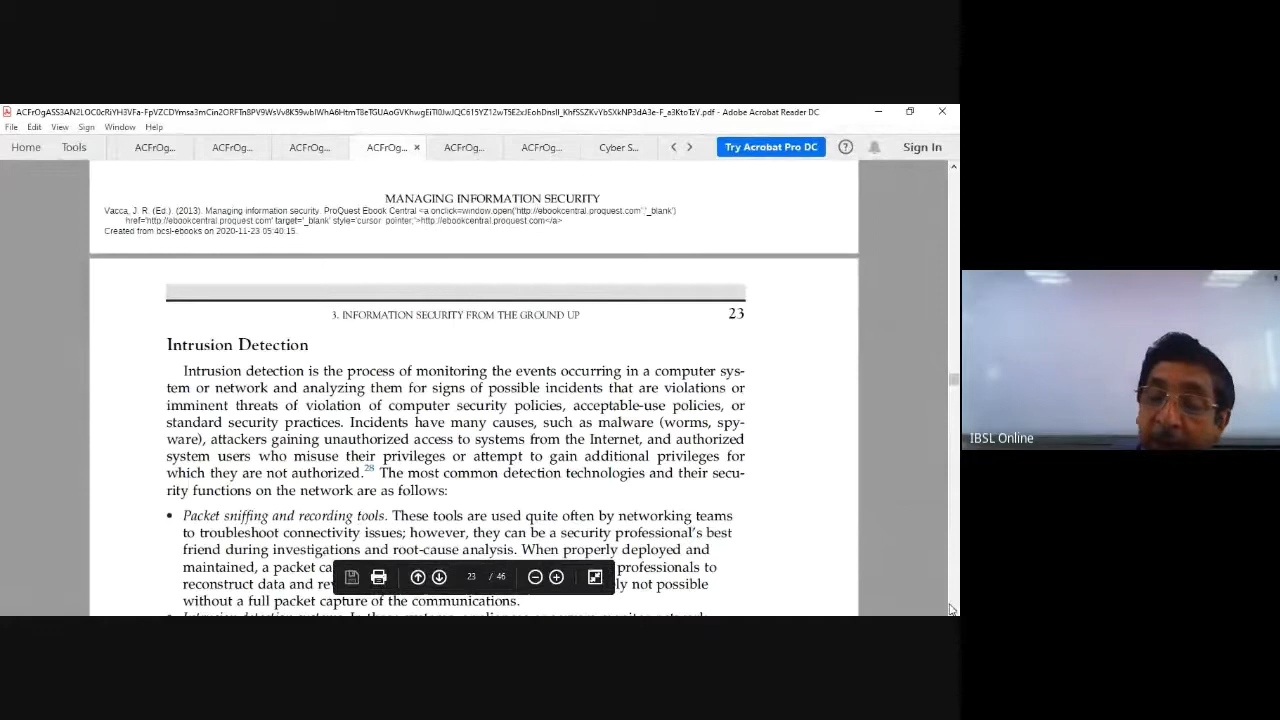 ACFrOgASS3AN2LOC0cRiYH3VFa-FpVZCDYmsa3mCin2ORFTn8PV9WsVv8K59wbIWhA6HtmT8eTGUAoGVKhwgEiTl0JwJQC615YZ12wT5E2xJEohDnsII_KhfSSZKvYbSXkNP3dA3e-F_a3KtoTzY.pdf - Adobe Acrobat Reader DC
File Edit View Sign Window Help
Home Tools ACFrOg... ACFrOg... ACFrOg... ACFrOg... ACFrOg... ACFrOg... Cyber S... Try Acrobat Pro DC Sign In
MANAGING INFORMATION SECURITY
Vacca, J. R. (Ed.). (2013). Managing information security. ProQuest Ebook Central <a onclick=window.open('http://ebookcentral.proquest.com','_blank')
href='http://ebookcentral.proquest.com' target='_blank' style='cursor: pointer;'>http://ebookcentral.proquest.com</a>
Created from bcsl-ebooks on 2020-11-23 05:40:15.
3. INFORMATION SECURITY FROM THE GROUND UP 23
Intrusion Detection
Intrusion detection is the process of monitoring the events occurring in a computer sys-
tem or network and analyzing them for signs of possible incidents that are violations or
imminent threats of violation of computer security policies, acceptable-use policies, or
standard security practices. Incidents have many causes, such as malware (worms, spy-
ware), attackers gaining unauthorized access to systems from the Internet, and authorized
system users who misuse their privileges or attempt to gain additional privileges for
which they are not authorized.28 The most common detection technologies and their secu-
rity functions on the network are as follows:
• Packet sniffing and recording tools. These tools are used quite often by networking teams
to troubleshoot connectivity issues; however, they can be a security professional's best
friend during investigations and root-cause analysis. When properly deployed and
maintained, a packet ca professionals to
reconstruct data and re ly not possible
without a full packet capture of the communications.
23 / 46
IBSL Online